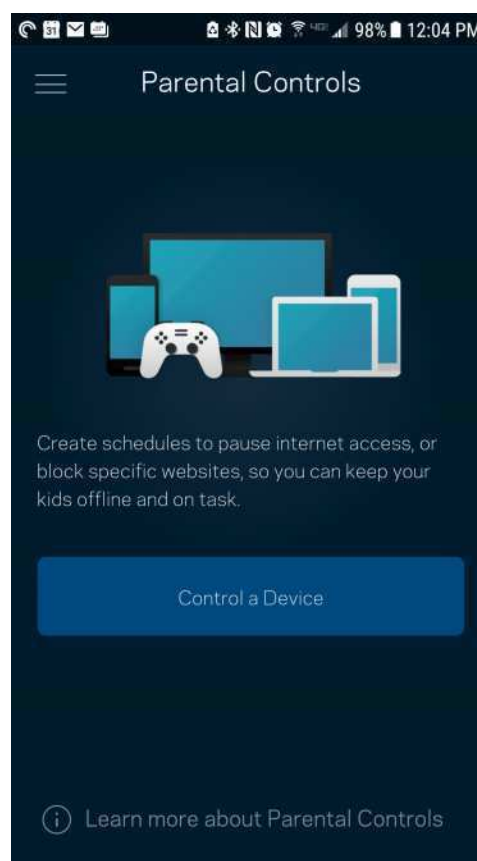 31 98% 12:04 PM
Parental Controls
Create schedules to pause internet access, or
block specific websites, so you can keep your
kids offline and on task.
Control a Device
Learn more about Parental Controls